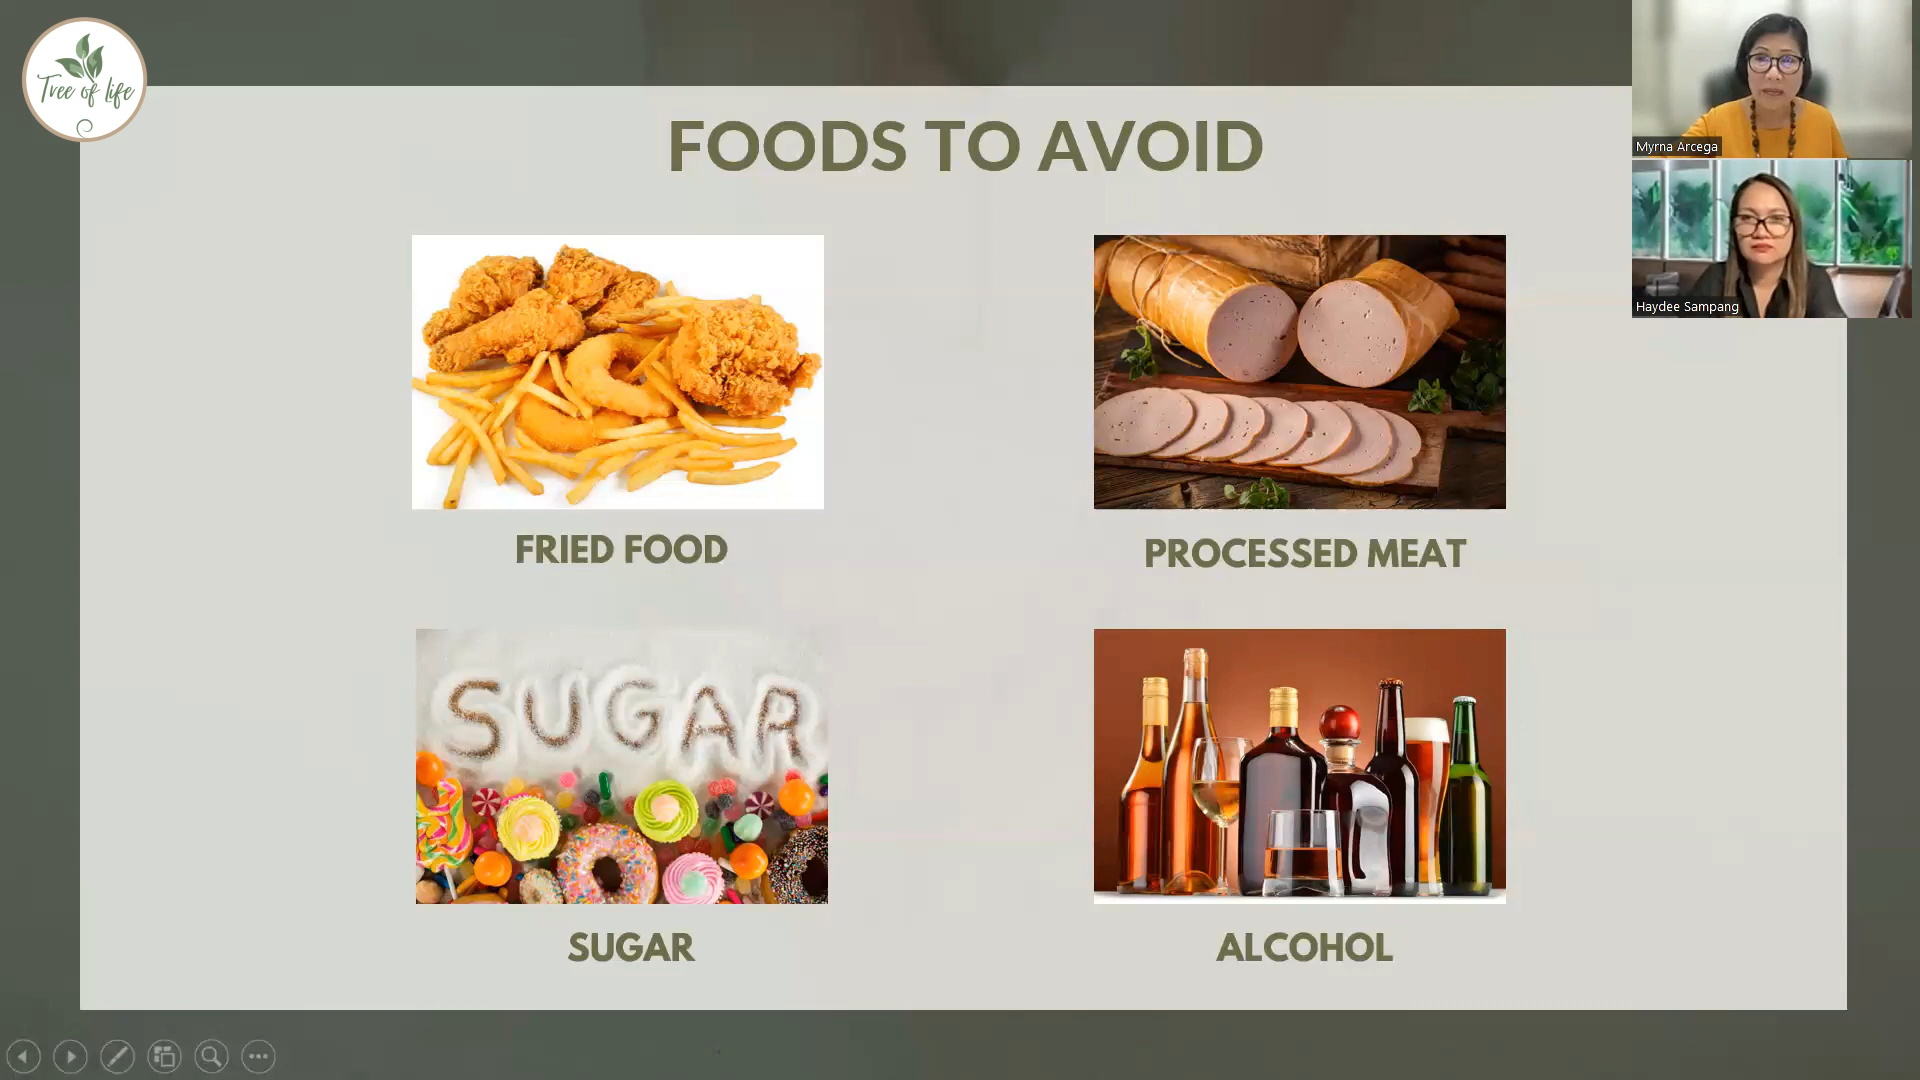 Tree of life
FOODS TO AVOID
Myrna Arcega
Haydee Sampang
FRIED FOOD
PROCESSED MEAT
SUGAR
SUGAR
ALCOHOL